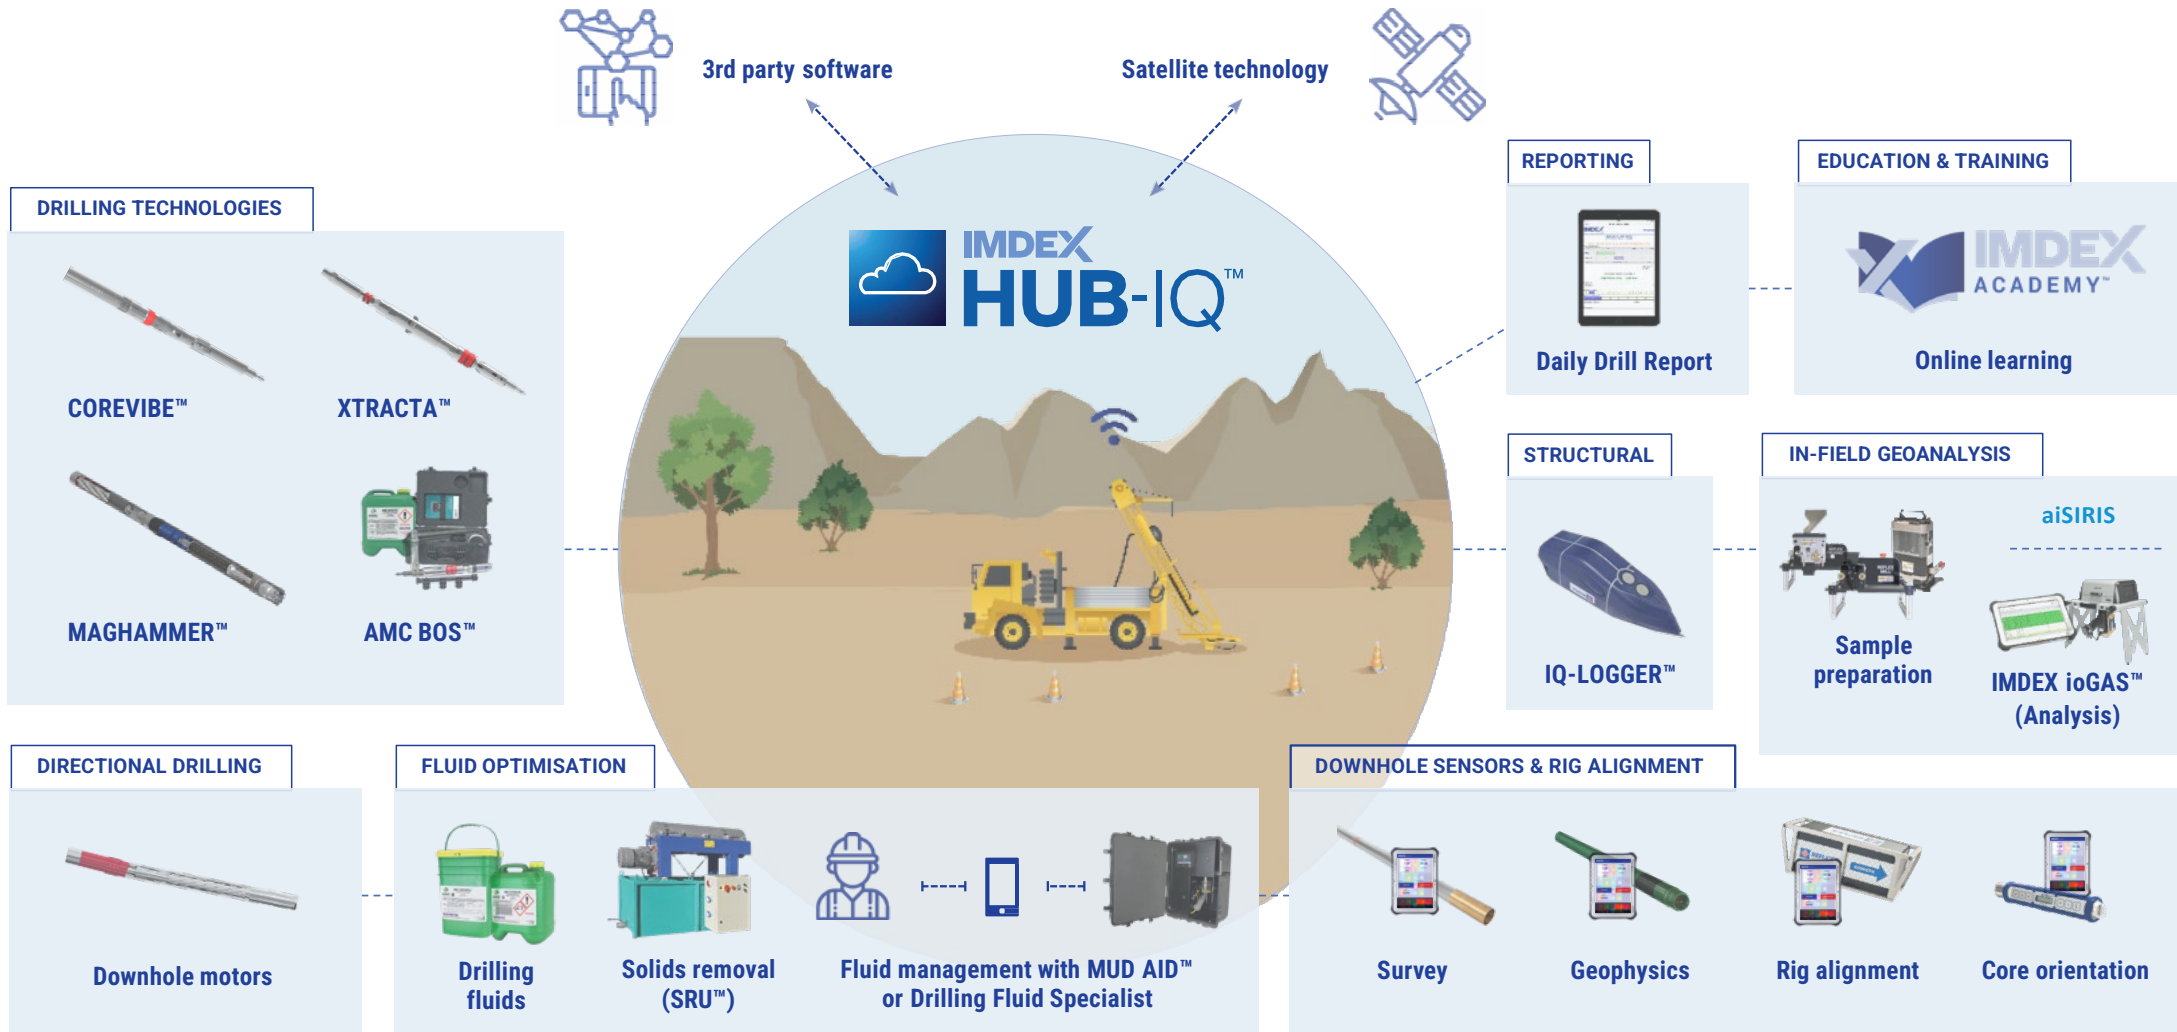 3rd party software
Satellite technology
REPORTING
EDUCATION & TRAINING
DRILLING TECHNOLOGIES
IMDEX
HUB-IQ™
IMDEX
ACADEMY™
Daily Drill Report
Online learning
COREVIBE™
XTRACTA™
STRUCTURAL
IN-FIELD GEOANALYSIS
aiSIRIS
MAGHAMMER™
AMC BOS™
IQ-LOGGER™
Sample
preparation
IMDEX ioGAS™
(Analysis)
DIRECTIONAL DRILLING
FLUID OPTIMISATION
DOWNHOLE SENSORS & RIG ALIGNMENT
Downhole motors
Drilling
fluids
Solids removal
(SRU™)
Fluid management with MUD AID™
or Drilling Fluid Specialist
Survey
Geophysics
Rig alignment
Core orientation